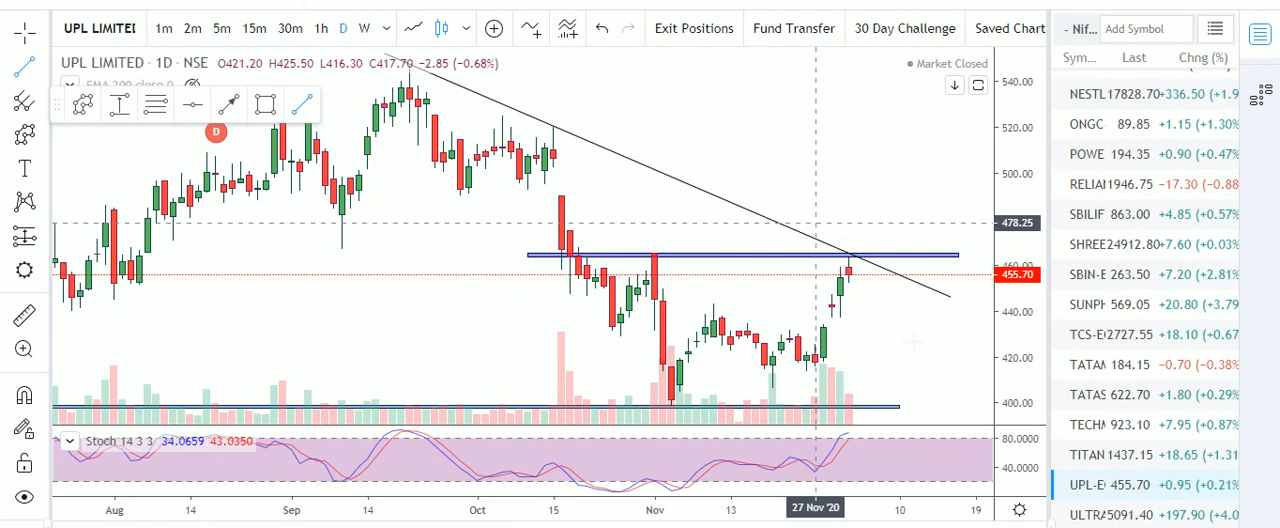 UPL LIMITEI 1m 2m 5m 15m 30m 1h D W Exit Positions Fund Transfer 30 Day Challenge Saved Chart - Nif... Add Symbol
UPL LIMITED · 1D · NSE O421.20 H425.50 L416.30 C417.70 -2.85 (-0.68%) Market Closed
Sym... Last Chng (%)
EMA 200 close 0
D
540.00
520.00
500.00
478.25
460.00
455.70
440.00
420.00
400.00
Stoch 14 3 3 34.0659 43.0350
80.0000
40.0000
Aug 14 Sep 14 Oct 15 Nov 13 27 Nov '20 10
NESTL 17828.70 +336.50 (+1.9
ONGC 89.85 +1.15 (+1.30%
POWE 194.35 +0.90 (+0.47%
RELIAI 1946.75 -17.30 (-0.88
SBILIF 863.00 +4.85 (+0.57%
SHREE 24912.80 +7.60 (+0.03%
SBIN-E 263.50 +7.20 (+2.81%
SUNPH 569.05 +20.80 (+3.79
TCS-E 2727.55 +18.10 (+0.67
TATAM 184.15 -0.70 (-0.38%
TATAS 622.70 +1.80 (+0.29%
TECHM 923.10 +7.95 (+0.87%
TITAN 1437.15 +18.65 (+1.31
UPL-E 455.70 +0.95 (+0.21%
ULTRA 5091.40 +197.90 (+4.0